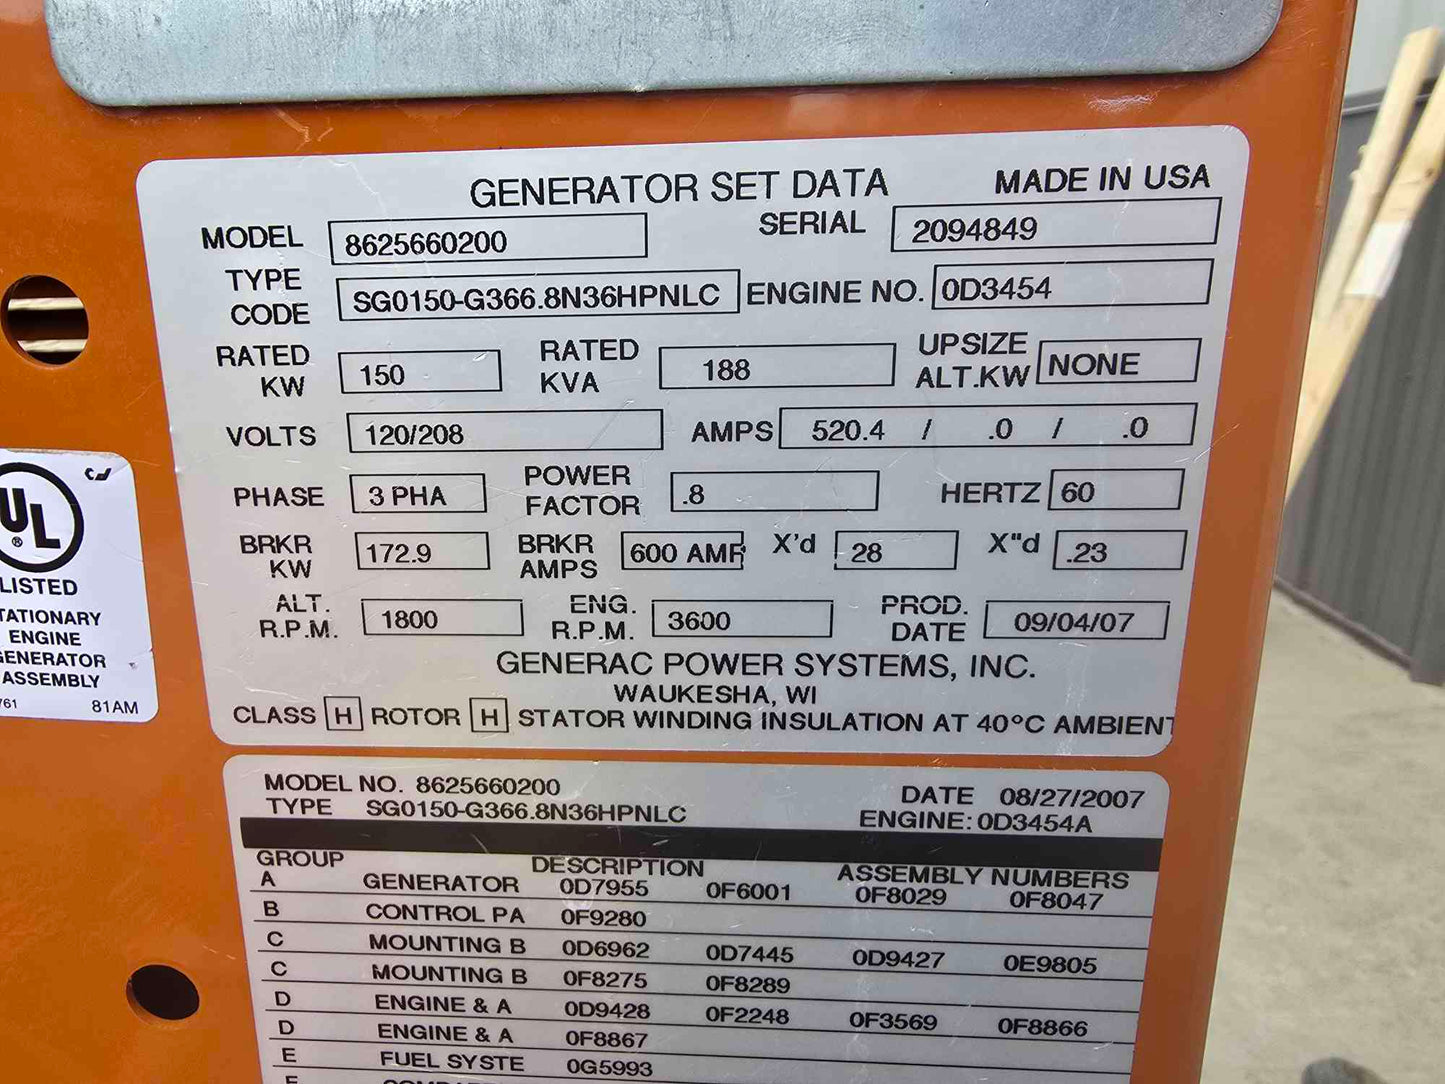 GENERATOR SET DATA MADE IN USA
MODEL 8625660200 SERIAL 2094849
TYPE CODE SG0150-G366.8N36HPNLC ENGINE NO. 0D3454
RATED KW 150 RATED KVA 188 UPSIZE ALT.KW NONE
VOLTS 120/208 AMPS 520.4 / .0 / .0
PHASE 3 PHA POWER FACTOR .8 HERTZ 60
BRKR KW 172.9 BRKR AMPS 600 AMP X'd .28 X"d .23
ALT. R.P.M. 1800 ENG. R.P.M. 3600 PROD. DATE 09/04/07
GENERAC POWER SYSTEMS, INC.
WAUKESHA, WI
CLASS H ROTOR H STATOR WINDING INSULATION AT 40°C AMBIENT
UL
®
LISTED
TATIONARY
ENGINE
GENERATOR
ASSEMBLY
761 81AM
MODEL NO. 8625660200 DATE 08/27/2007
TYPE SG0150-G366.8N36HPNLC ENGINE: 0D3454A
GROUP DESCRIPTION ASSEMBLY NUMBERS
A GENERATOR 0D7955 0F6001 0F8029 0F8047
B CONTROL PA 0F9280
C MOUNTING B 0D6962 0D7445 0D9427 0E9805
C MOUNTING B 0F8275 0F8289
D ENGINE & A 0D9428 0F2248 0F3569 0F8866
D ENGINE & A 0F8867
E FUEL SYSTE 0G5993